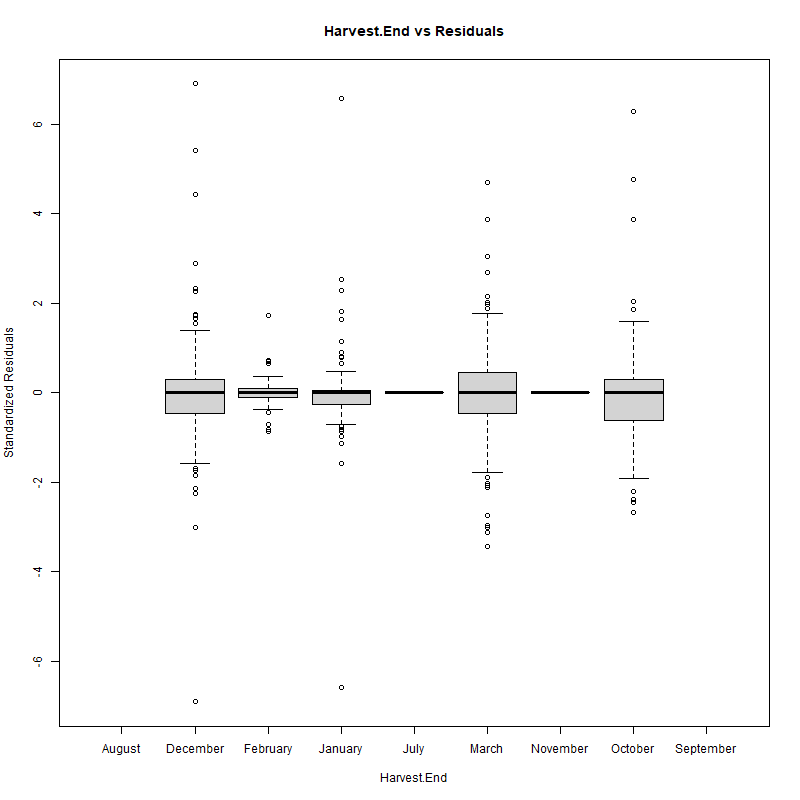 Harvest.End vs Residuals
Standardized Residuals
6
4
2
0
-2
-4
-6
August December February January July March November October September
Harvest.End